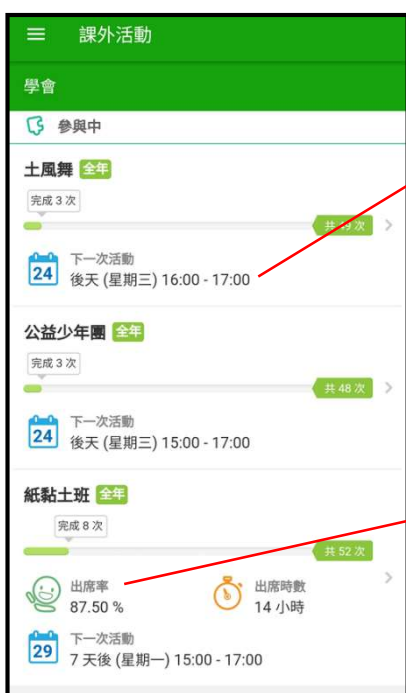 課外活動
學會
參與中
土風舞 全年
完成 3 次
共 49 次
24
下一次活動
後天 (星期三) 16:00 - 17:00
公益少年團 全年
完成 3 次
共 48 次
24
下一次活動
後天 (星期三) 15:00 - 17:00
紙黏土班 全年
完成 8 次
共 52 次
出席率
87.50 %
出席時數
14 小時
29
下一次活動
7 天後 (星期一) 15:00 - 17:00